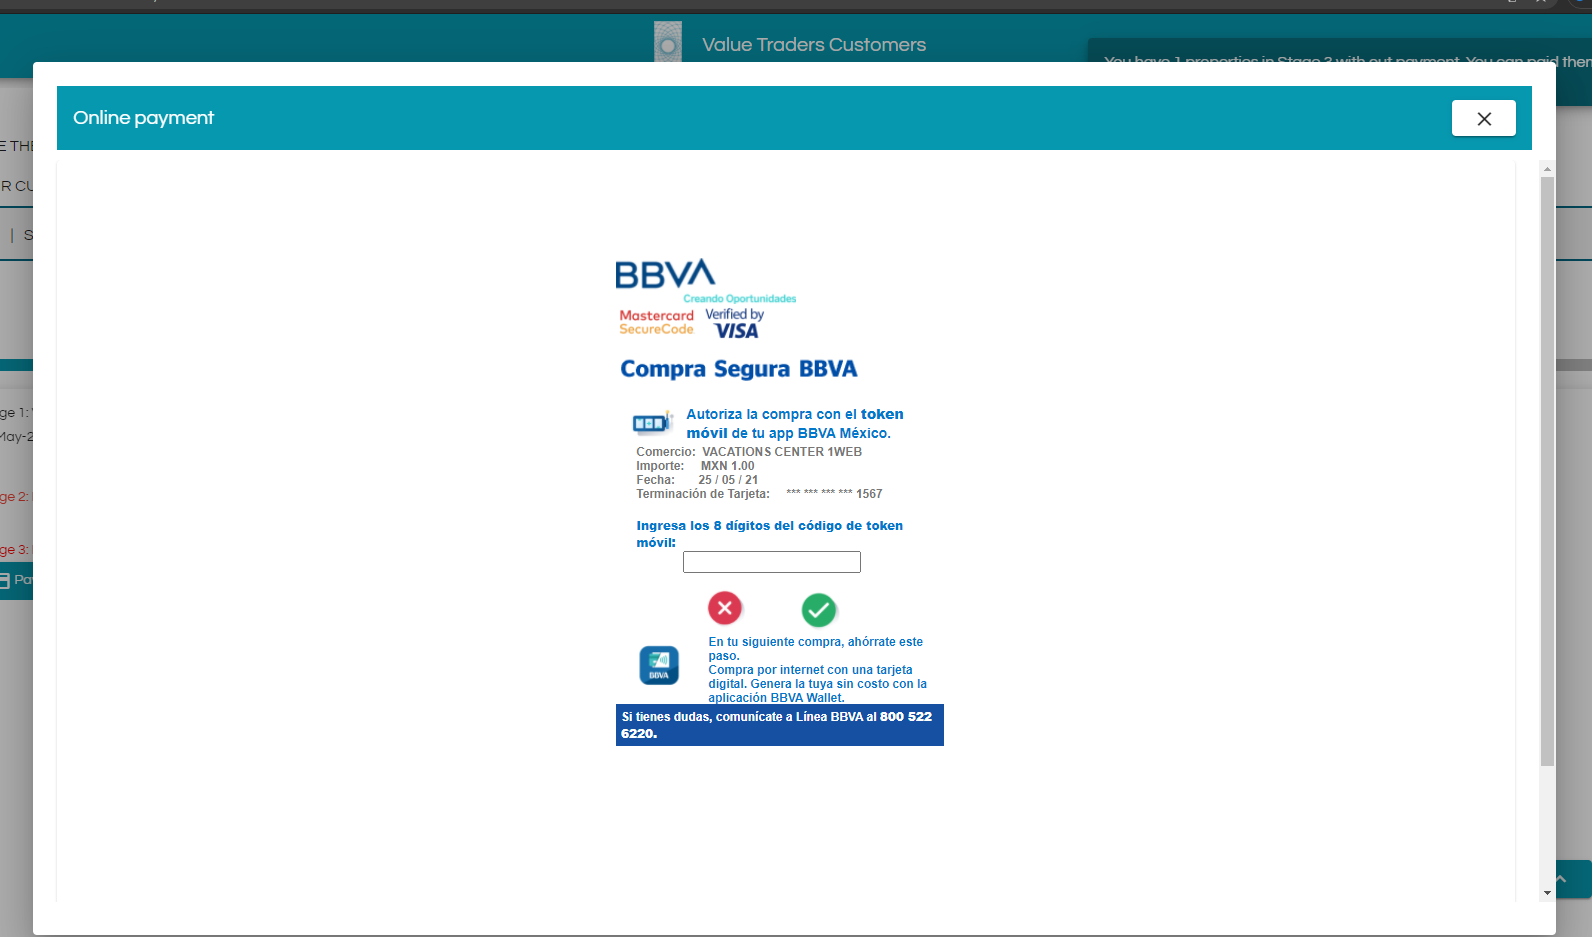 Value Traders Customers
You have 1 properties in Stage 3 with out payment. You can paid them
Online payment
E THE
R CU
| S
BBVA
Creando Oportunidades
Mastercard
SecureCode
Verified by
VISA
Compra Segura BBVA
Autoriza la compra con el token
móvil de tu app BBVA México.
Comercio: VACATIONS CENTER 1WEB
Importe: MXN 1.00
Fecha: 25 / 05 / 21
Terminación de Tarjeta: *** *** *** *** 1567
Ingresa los 8 dígitos del código de token
móvil:
ge 1:
May-2
ge 2:
ge 3:
Pa
BBVA
En tu siguiente compra, ahórrate este
paso.
Compra por internet con una tarjeta
digital. Genera la tuya sin costo con la
aplicación BBVA Wallet.
Si tienes dudas, comunícate a Línea BBVA al 800 522
6220.